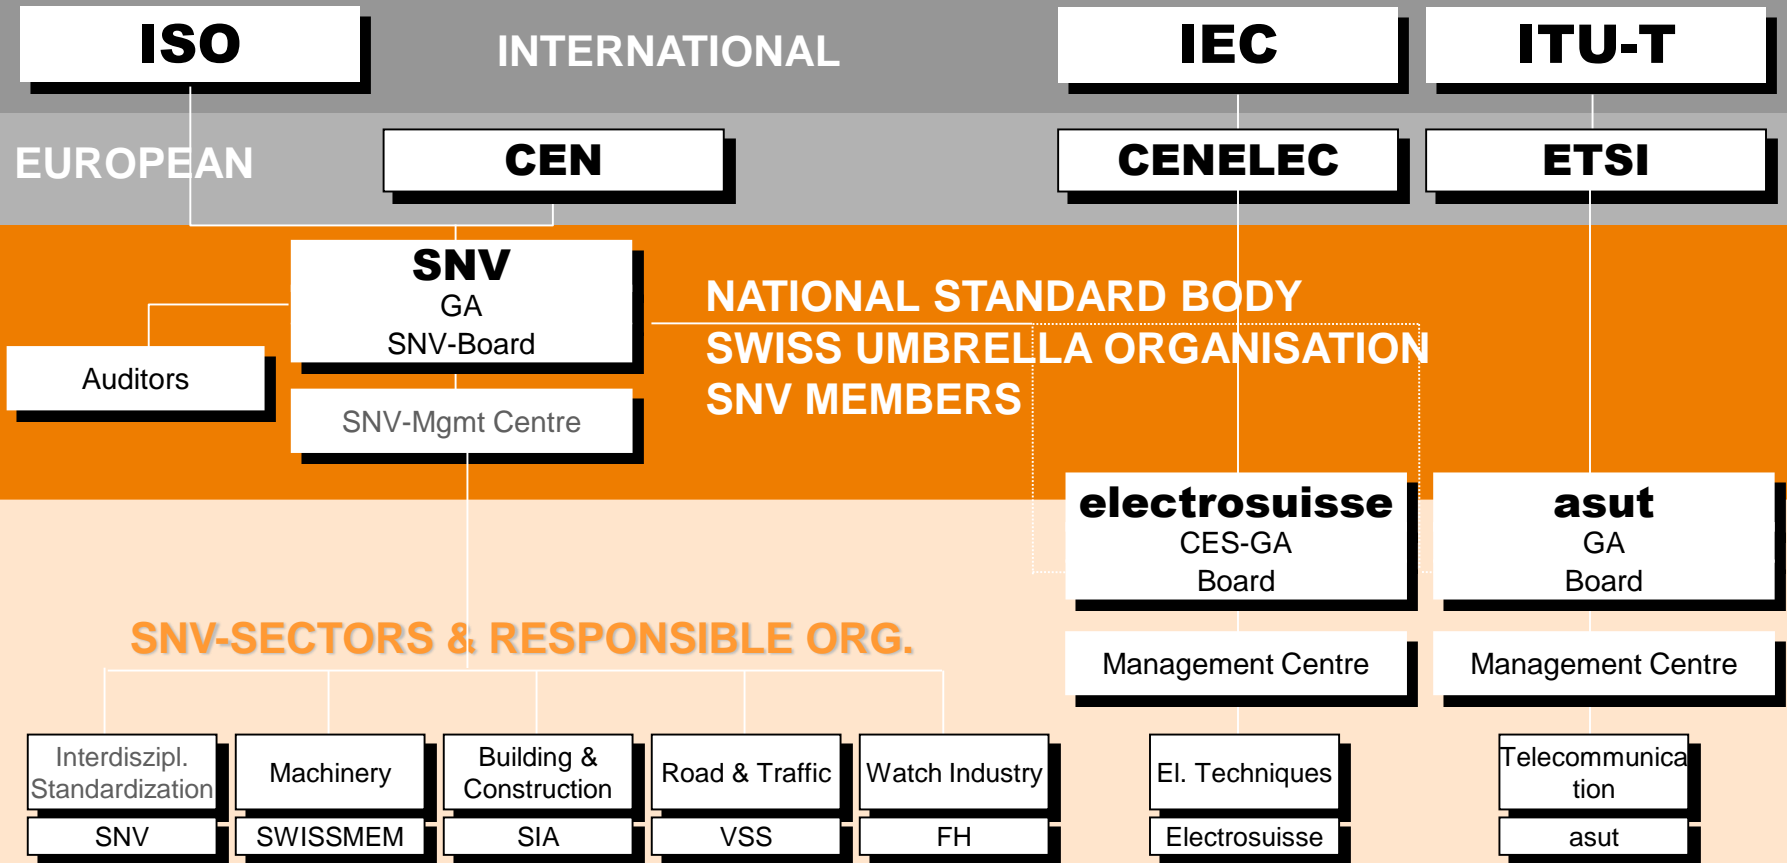 ISO
INTERNATIONAL
IEC
ITU-T
EUROPEAN
CEN
CENELEC
ETSI
SNV
GA
SNV-Board
NATIONAL STANDARD BODY
SWISS UMBRELLA ORGANISATION
SNV MEMBERS
Auditors
SNV-Mgmt Centre
electrosuisse
CES-GA
Board
asut
GA
Board
SNV-SECTORS & RESPONSIBLE ORG.
Management Centre
Management Centre
Interdiszipl.
Standardization
SNV
Machinery
SWISSMEM
Building &
Construction
SIA
Road & Traffic
VSS
Watch Industry
FH
El. Techniques
Electrosuisse
Telecommunica
tion
asut